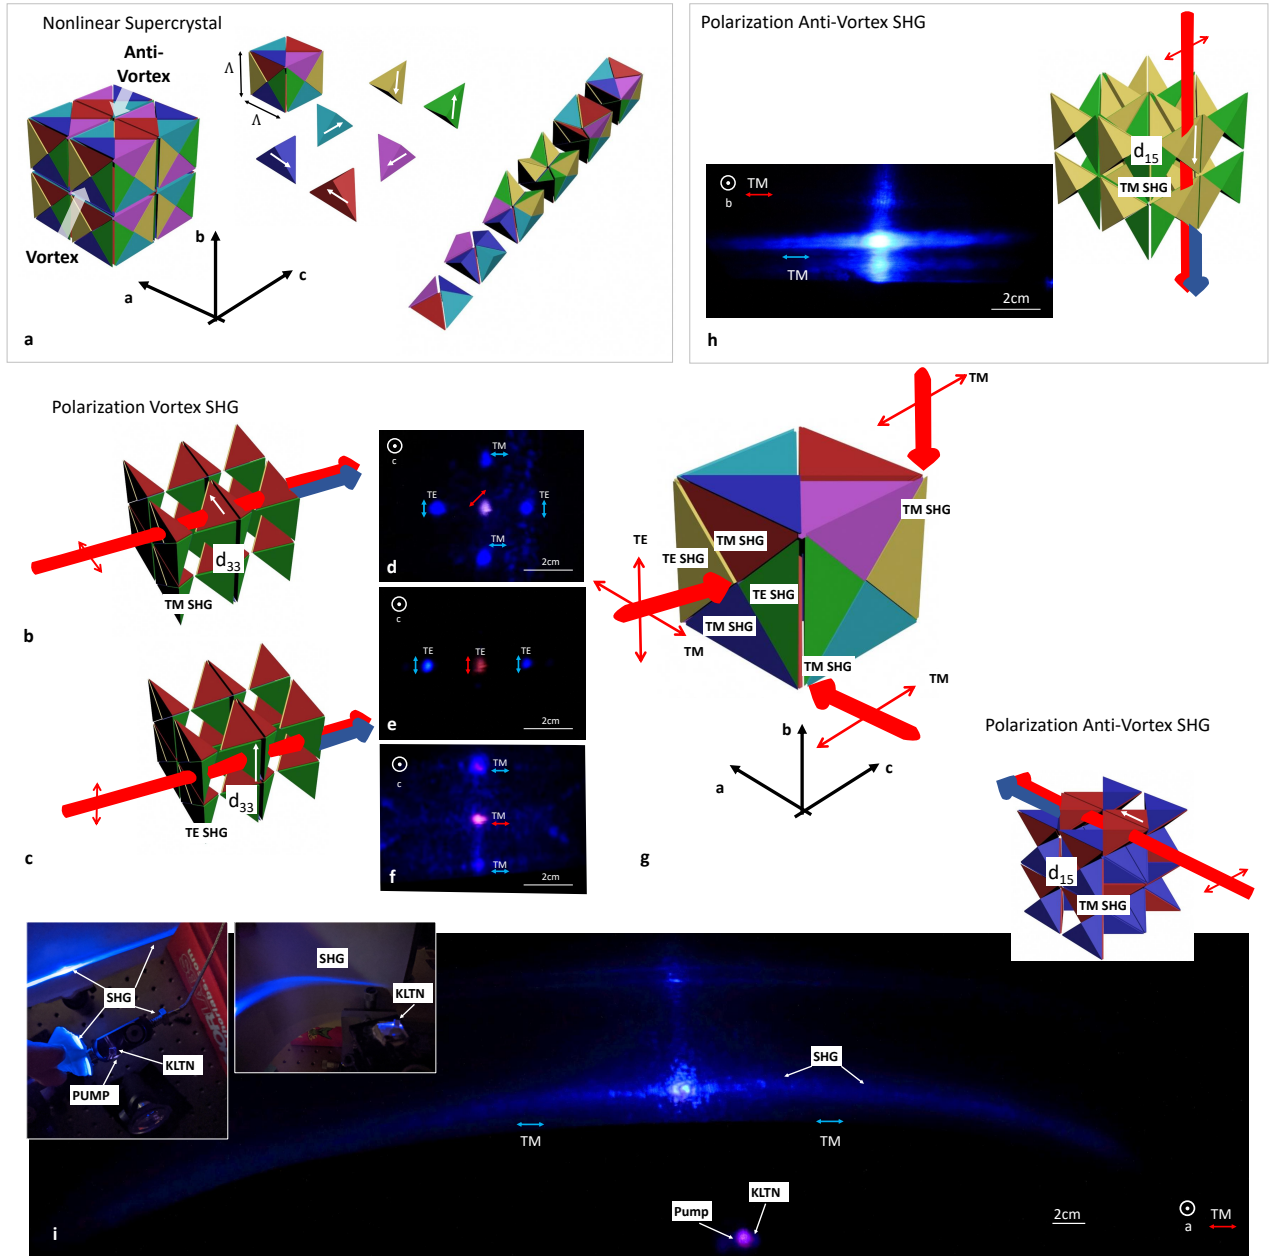 Nonlinear Supercrystal
Anti-
Vortex
Λ
Λ
Vortex
b
a
c
a
Polarization Anti-Vortex SHG
d15
TM SHG
TM
b
TM
2cm
h
Polarization Vortex SHG
d33
TM SHG
b
d33
TE SHG
c
c
TM
TE
TE
TM
d
2cm
c
TE
TE
TE
e
2cm
c
TM
TM
TM
f
2cm
TM
TM SHG
TM SHG
TE
TE SHG
TE SHG
TM SHG
TM
TM SHG
TM
b
a
c
g
Polarization Anti-Vortex SHG
d15
TM SHG
SHG
KLTN
PUMP
SHG
KLTN
SHG
TM
TM
KLTN
Pump
2cm
TM
a
i